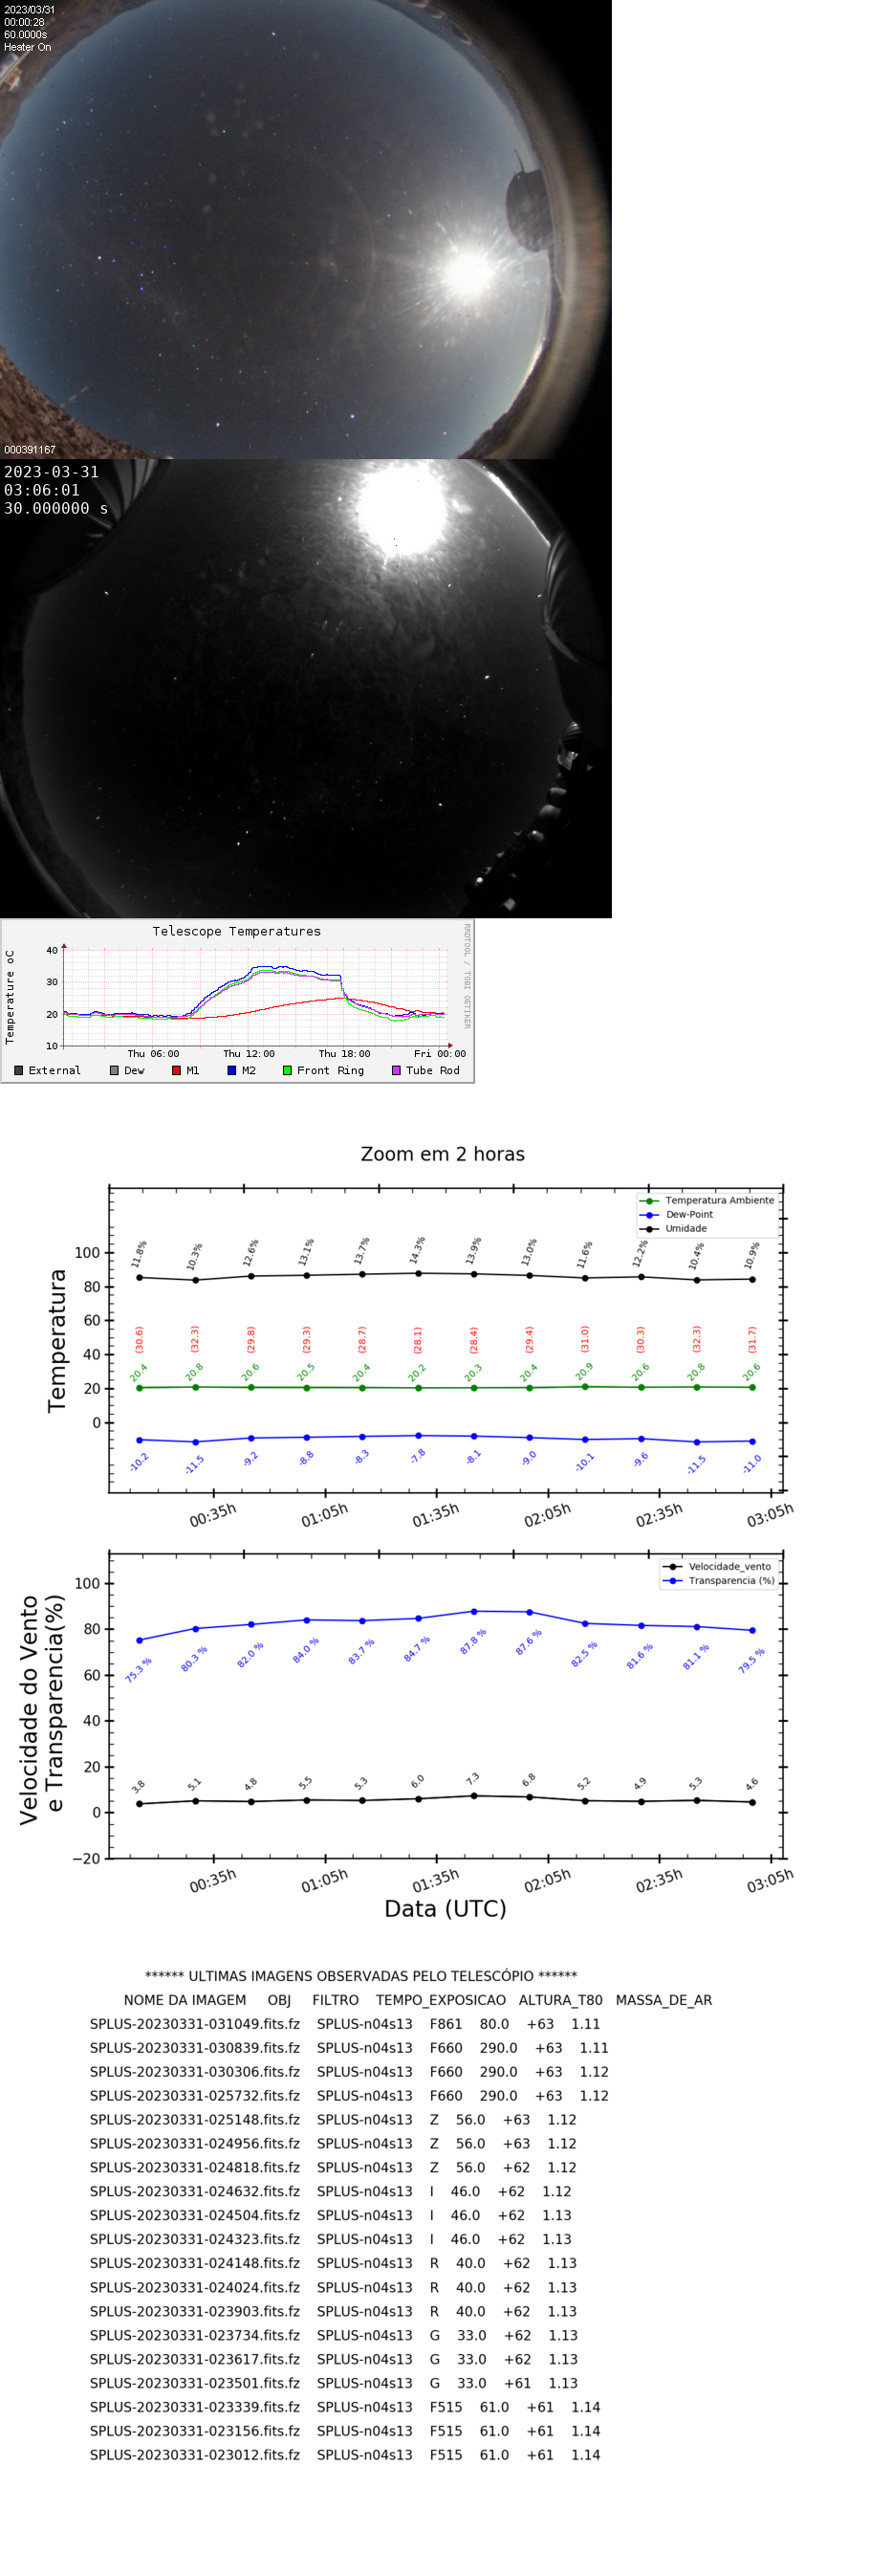 2023/03/31
00:00:28
60.0000s
Heater On
000391167
2023-03-31
03:06:01
30.000000 s
Telescope Temperatures
RRDTOOL / TOBI OETIKER
Temperature oC
40
30
20
10
Thu 06:00 Thu 12:00 Thu 18:00 Fri 00:00
External Dew M1 M2 Front Ring Tube Rod
Zoom em 2 horas
Temperatura Ambiente
Dew-Point
Umidade
Temperatura
100
80
60
40
20
0
11.8% 10.3% 12.6% 13.1% 13.7% 14.3% 13.9% 13.0% 11.6% 12.2% 10.4% 10.9%
(30.6) (32.3) (29.8) (29.3) (28.7) (28.1) (28.4) (29.4) (31.0) (30.3) (32.3) (31.7)
20.4 20.8 20.6 20.5 20.4 20.2 20.3 20.4 20.9 20.6 20.8 20.6
-10.2 -11.5 -9.2 -8.8 -8.3 -7.8 -8.1 -9.0 -10.1 -9.6 -11.5 -11.0
00:35h 01:05h 01:35h 02:05h 02:35h 03:05h
Velocidade_vento
Transparencia (%)
Velocidade do Vento
e Transparencia(%)
100
80
60
40
20
0
−20
75.3 % 80.3 % 82.0 % 84.0 % 83.7 % 84.7 % 87.8 % 87.6 % 82.5 % 81.6 % 81.1 % 79.5 %
3.8 5.1 4.8 5.5 5.3 6.0 7.3 6.8 5.2 4.9 5.3 4.6
00:35h 01:05h 01:35h 02:05h 02:35h 03:05h
Data (UTC)
****** ULTIMAS IMAGENS OBSERVADAS PELO TELESCÓPIO ******
NOME DA IMAGEM OBJ FILTRO TEMPO_EXPOSICAO ALTURA_T80 MASSA_DE_AR
SPLUS-20230331-031049.fits.fz SPLUS-n04s13 F861 80.0 +63 1.11
SPLUS-20230331-030839.fits.fz SPLUS-n04s13 F660 290.0 +63 1.11
SPLUS-20230331-030306.fits.fz SPLUS-n04s13 F660 290.0 +63 1.12
SPLUS-20230331-025732.fits.fz SPLUS-n04s13 F660 290.0 +63 1.12
SPLUS-20230331-025148.fits.fz SPLUS-n04s13 Z 56.0 +63 1.12
SPLUS-20230331-024956.fits.fz SPLUS-n04s13 Z 56.0 +63 1.12
SPLUS-20230331-024818.fits.fz SPLUS-n04s13 Z 56.0 +62 1.12
SPLUS-20230331-024632.fits.fz SPLUS-n04s13 I 46.0 +62 1.12
SPLUS-20230331-024504.fits.fz SPLUS-n04s13 I 46.0 +62 1.13
SPLUS-20230331-024323.fits.fz SPLUS-n04s13 I 46.0 +62 1.13
SPLUS-20230331-024148.fits.fz SPLUS-n04s13 R 40.0 +62 1.13
SPLUS-20230331-024024.fits.fz SPLUS-n04s13 R 40.0 +62 1.13
SPLUS-20230331-023903.fits.fz SPLUS-n04s13 R 40.0 +62 1.13
SPLUS-20230331-023734.fits.fz SPLUS-n04s13 G 33.0 +62 1.13
SPLUS-20230331-023617.fits.fz SPLUS-n04s13 G 33.0 +62 1.13
SPLUS-20230331-023501.fits.fz SPLUS-n04s13 G 33.0 +61 1.13
SPLUS-20230331-023339.fits.fz SPLUS-n04s13 F515 61.0 +61 1.14
SPLUS-20230331-023156.fits.fz SPLUS-n04s13 F515 61.0 +61 1.14
SPLUS-20230331-023012.fits.fz SPLUS-n04s13 F515 61.0 +61 1.14